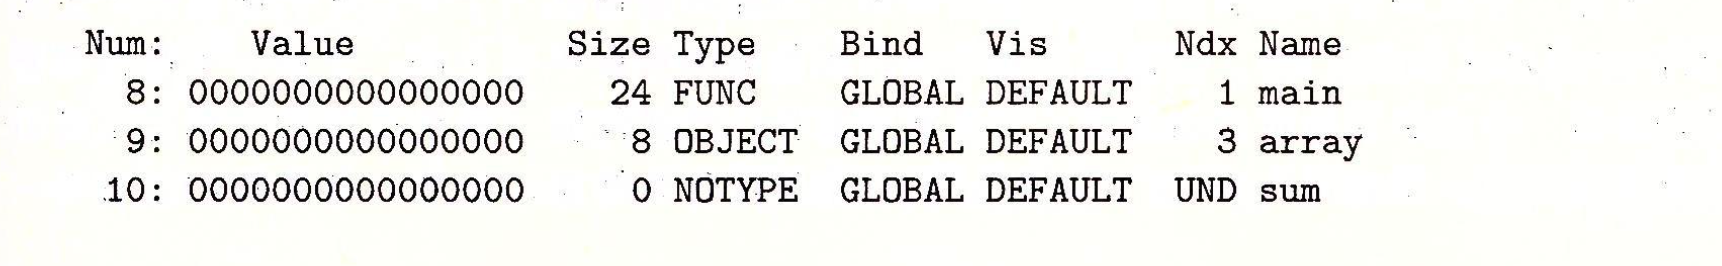 Num: Value Size Type Bind Vis Ndx Name
8: 0000000000000000 24 FUNC GLOBAL DEFAULT 1 main
9: 0000000000000000 8 OBJECT GLOBAL DEFAULT 3 array
10: 0000000000000000 0 NOTYPE GLOBAL DEFAULT UND sum